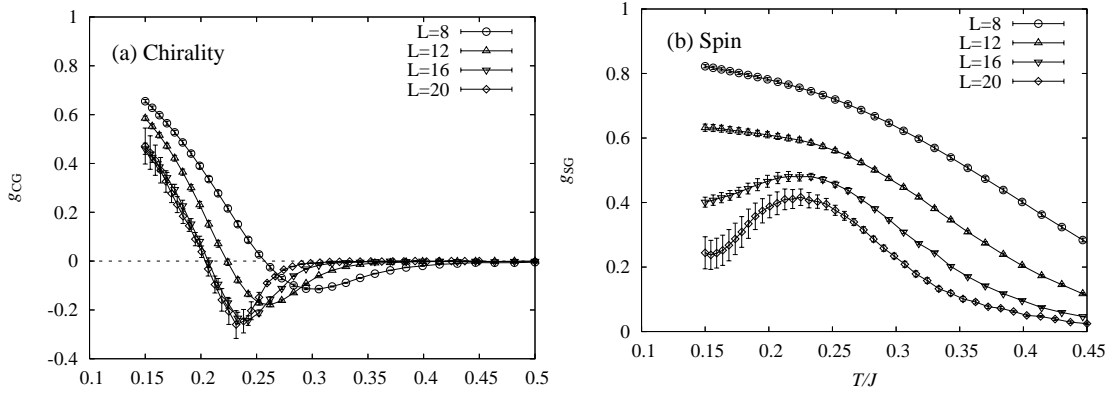 1
0.8
0.6
0.4
0.2
0
-0.2
-0.4
g_CG
(a) Chirality
L=8
L=12
L=16
L=20
0.1 0.15 0.2 0.25 0.3 0.35 0.4 0.45 0.5
1
0.8
0.6
0.4
0.2
0
g_SG
(b) Spin
L=8
L=12
L=16
L=20
0.1 0.15 0.2 0.25 0.3 0.35 0.4 0.45
T/J